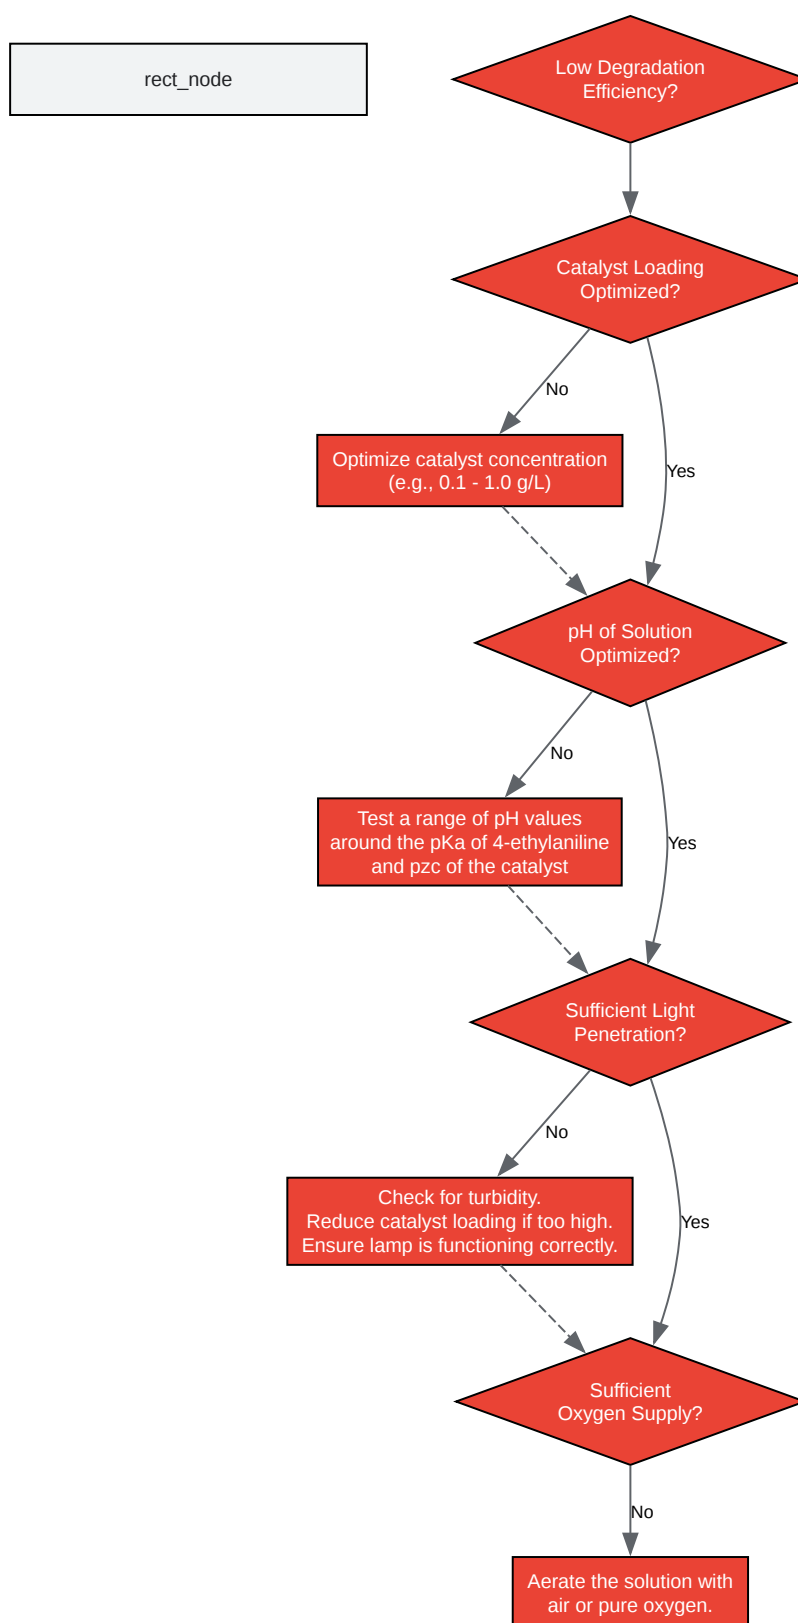 rect_node
Low Degradation
Efficiency?
Catalyst Loading
Optimized?
No
Optimize catalyst concentration
(e.g., 0.1 - 1.0 g/L)
Yes
pH of Solution
Optimized?
No
Test a range of pH values
around the pKa of 4-ethylaniline
and pzc of the catalyst
Yes
Sufficient Light
Penetration?
No
Check for turbidity.
Reduce catalyst loading if too high.
Ensure lamp is functioning correctly.
Yes
Sufficient
Oxygen Supply?
No
Aerate the solution with
air or pure oxygen.